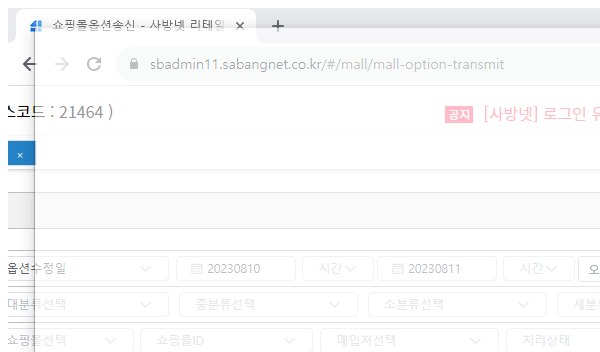 쇼핑몰옵션송신 - 사방넷 리테일
sbadmin11.sabangnet.co.kr/#/mall/mall-option-transmit
스코드 : 21464 )
공지 [사방넷] 로그인 유
옵션수정일 20230810 시간 20230811 시간 오
대분류선택 중분류선택 소분류선택 세분
쇼핑몰선택 쇼핑몰ID 매입처선택 처리상태